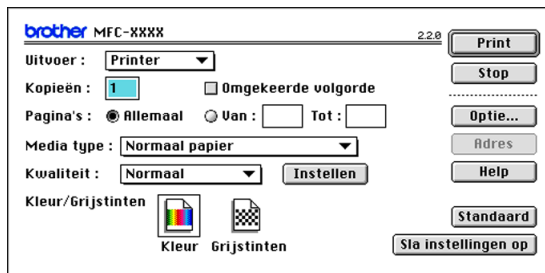 brother MFC-XXXX 2.2.0
Print
Uitvoer : Printer
Stop
Kopieën : 1 Omgekeerde volgorde
Pagina's : Allemaal Van : Tot :
Optie...
Media type : Normaal papier
Adres
Kwaliteit : Normaal Instellen
Help
Kleur/Grijstinten
Kleur Grijstinten
Standaard
Sla instellingen op